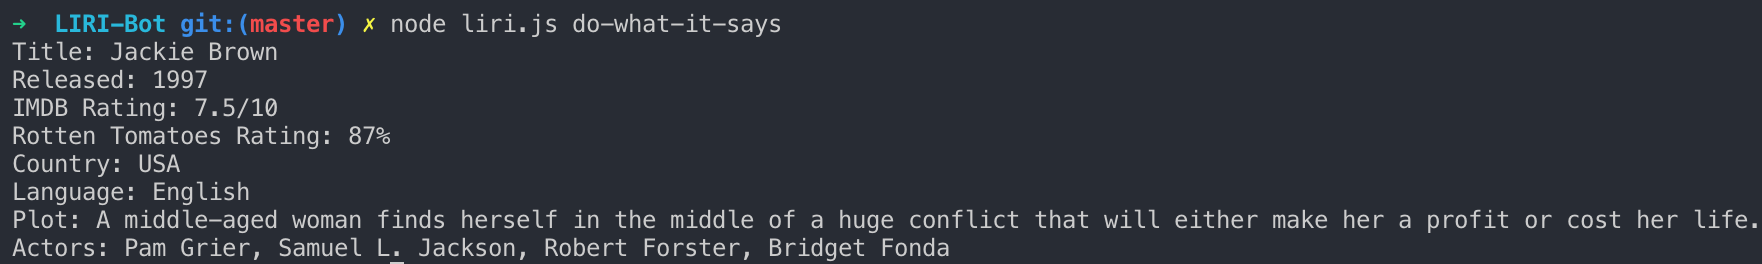 ➜  LIRI-Bot git:(master) ✗ node liri.js do-what-it-says
Title: Jackie Brown
Released: 1997
IMDB Rating: 7.5/10
Rotten Tomatoes Rating: 87%
Country: USA
Language: English
Plot: A middle-aged woman finds herself in the middle of a huge conflict that will either make her a profit or cost her life.
Actors: Pam Grier, Samuel L. Jackson, Robert Forster, Bridget Fonda